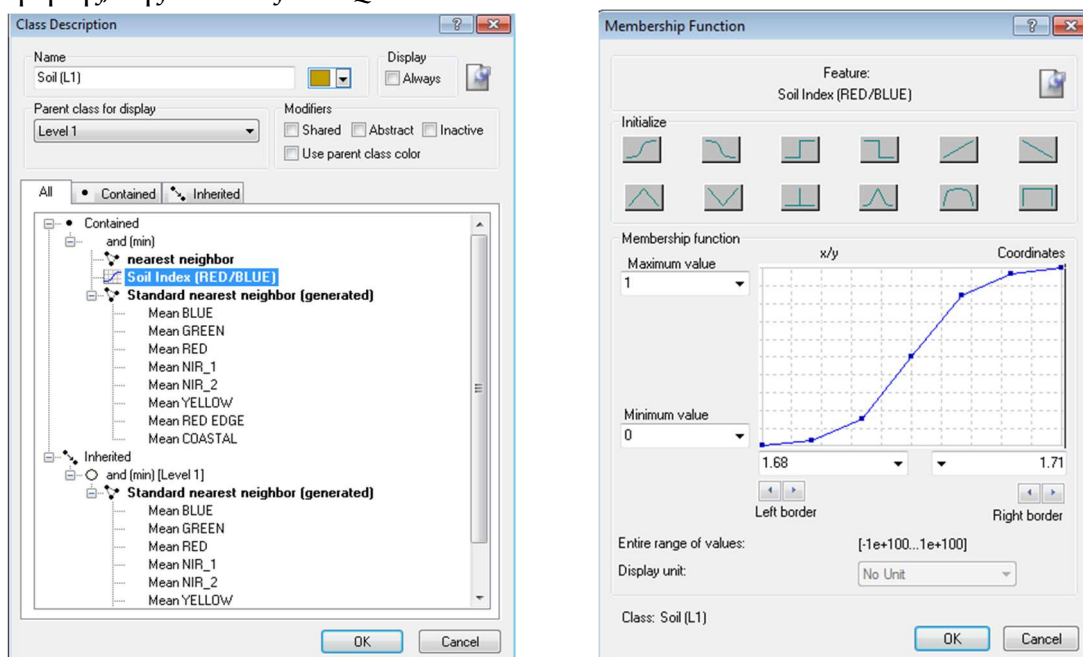 Class Description
Name
Soil (L1)
Display
Always
Parent class for display
Level 1
Modifiers
Shared Abstract Inactive
Use parent class color
All Contained Inherited
Contained
and (min)
nearest neighbor
Soil Index (RED/BLUE)
Standard nearest neighbor (generated)
Mean BLUE
Mean GREEN
Mean RED
Mean NIR_1
Mean NIR_2
Mean YELLOW
Mean RED EDGE
Mean COASTAL
Inherited
and (min) [Level 1]
Standard nearest neighbor (generated)
Mean BLUE
Mean GREEN
Mean RED
Mean NIR_1
Mean NIR_2
Mean YELLOW
OK Cancel
Membership Function
Feature:
Soil Index (RED/BLUE)
Initialize
Membership function
Maximum value
x/y
Coordinates
1
Minimum value
0
1.68 1.71
Left border
Right border
Entire range of values: [-1e+100...1e+100]
Display unit: No Unit
Class: Soil (L1)
OK Cancel